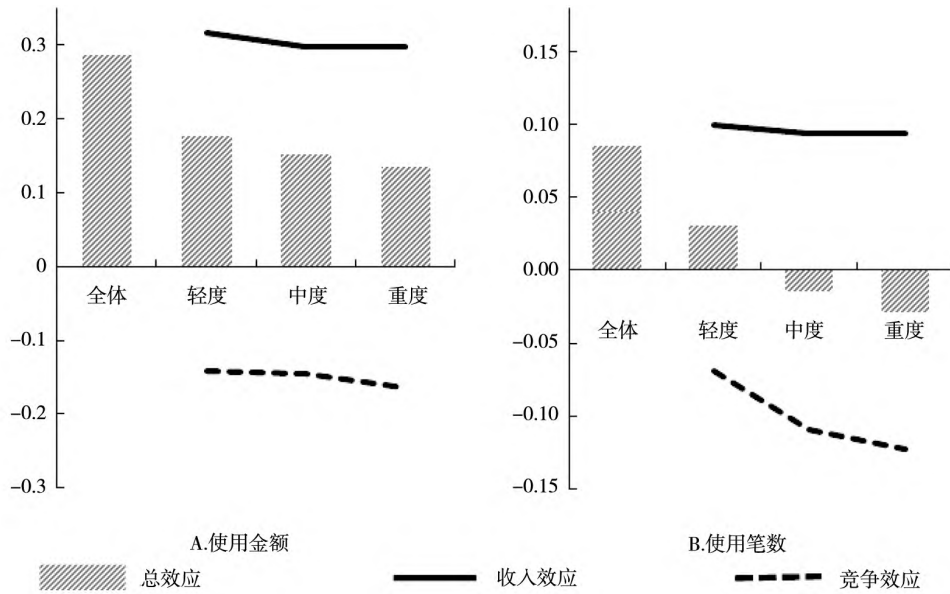 0.3
0.2
0.1
0
-0.1
-0.2
-0.3
全体 轻度 中度 重度
A.使用金额
0.15
0.10
0.05
0.00
-0.05
-0.10
-0.15
全体 轻度 中度 重度
B.使用笔数
总效应 收入效应 竞争效应